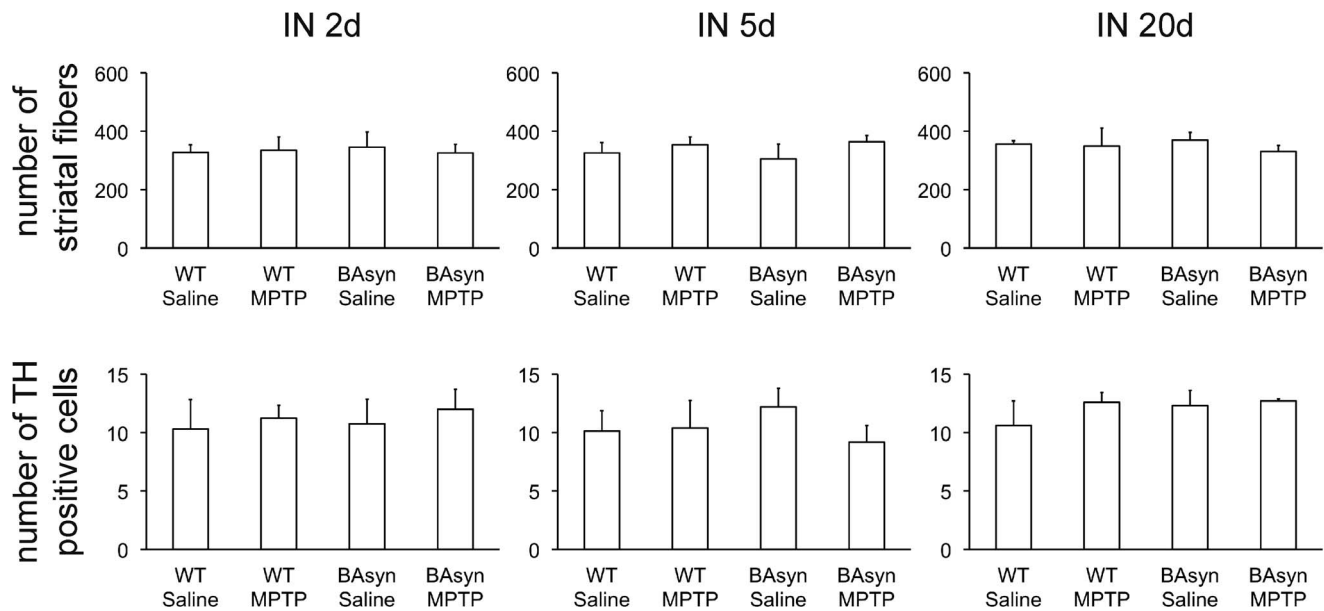 IN 2d
IN 5d
IN 20d
number of
striatal fibers
600
400
200
0
WT
Saline
WT
MPTP
BAsyn
Saline
BAsyn
MPTP
600
400
200
0
WT
Saline
WT
MPTP
BAsyn
Saline
BAsyn
MPTP
600
400
200
0
WT
Saline
WT
MPTP
BAsyn
Saline
BAsyn
MPTP
number of TH
positive cells
15
10
5
0
WT
Saline
WT
MPTP
BAsyn
Saline
BAsyn
MPTP
15
10
5
0
WT
Saline
WT
MPTP
BAsyn
Saline
BAsyn
MPTP
15
10
5
0
WT
Saline
WT
MPTP
BAsyn
Saline
BAsyn
MPTP